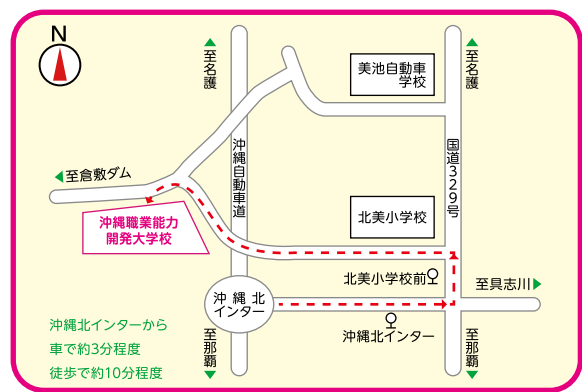 N
至名護
至名護
美池自動車
学校
至倉敷ダム
沖縄自動車道
国道329号
沖縄職業能力
開発大学校
北美小学校
北美小学校前
至具志川
沖縄北
インター
沖縄北インター
沖縄北インターから
車で約3分程度
徒歩で約10分程度
至那覇
至那覇